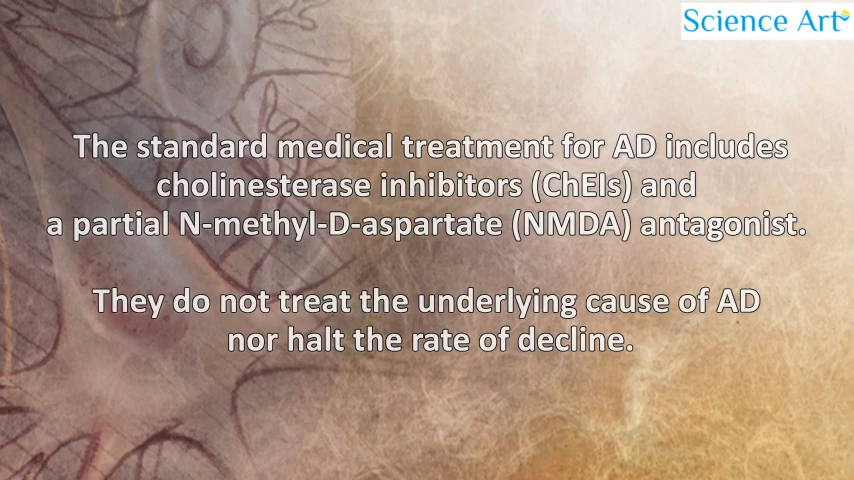 Science Art
The standard medical treatment for AD includes
cholinesterase inhibitors (ChEIs) and
a partial N-methyl-D-aspartate (NMDA) antagonist.
They do not treat the underlying cause of AD
nor halt the rate of decline.